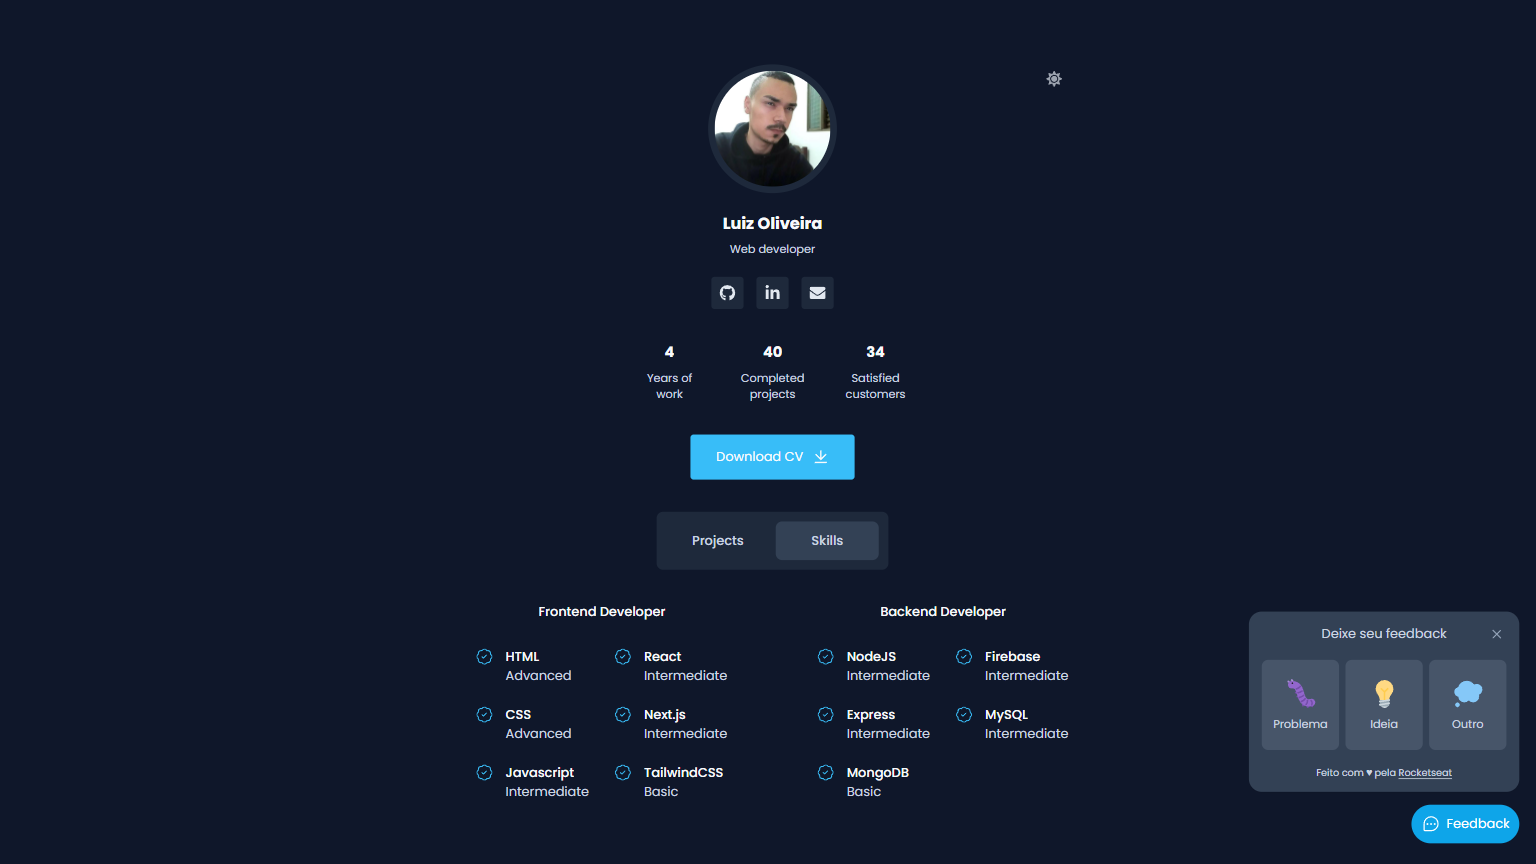 Luiz Oliveira
Web developer
4
Years of
work
40
Completed
projects
34
Satisfied
customers
Download CV
Projects
Skills
Frontend Developer
HTML
Advanced
React
Intermediate
CSS
Advanced
Next.js
Intermediate
Javascript
Intermediate
TailwindCSS
Basic
Backend Developer
NodeJS
Intermediate
Firebase
Intermediate
Express
Intermediate
MySQL
Intermediate
MongoDB
Basic
Deixe seu feedback
Problema
Ideia
Outro
Feito com ♥ pela Rocketseat
Feedback